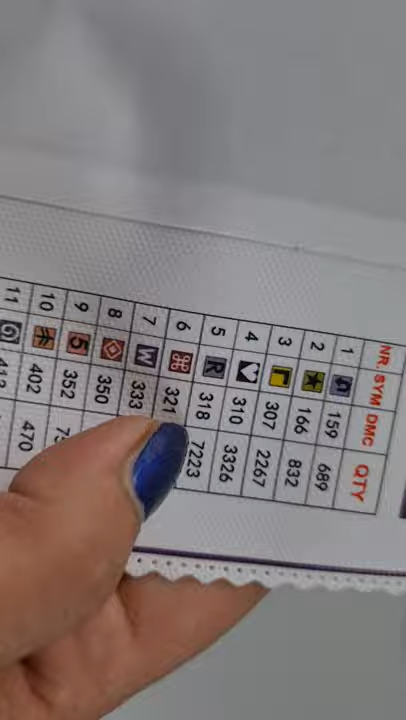 NR. SYM DMC QTY
1 159 689
2 ★ 166 832
3 307 2267
4 ♥ 310 3326
5 R 318 7223
6 ⌘ 321
7 W 333
8 350
9 5 352
10 402 470
11